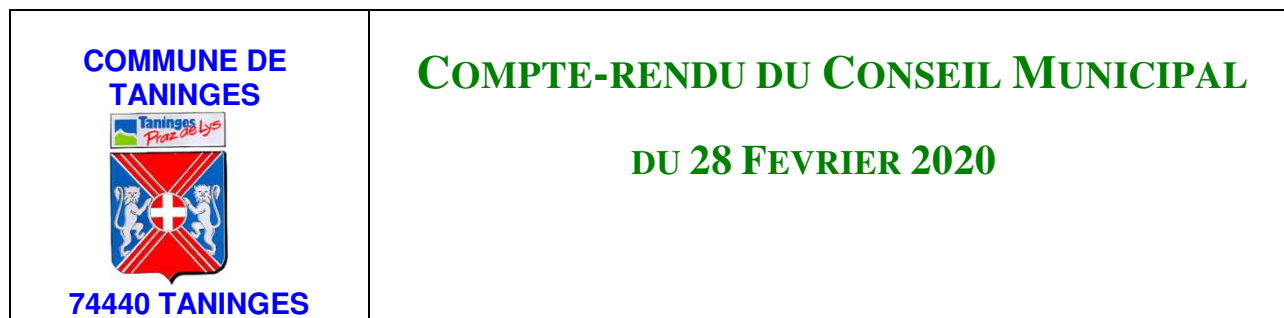 COMMUNE DE
TANINGES
Taninges
Praz de Lys
74440 TANINGES
COMPTE-RENDU DU CONSEIL MUNICIPAL
DU 28 FEVRIER 2020